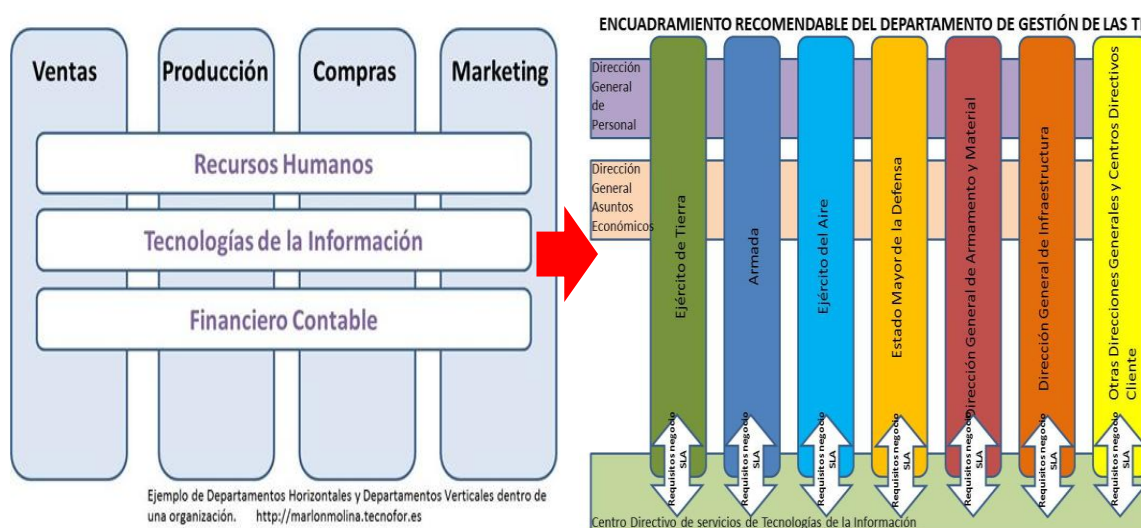 Ventas
Producción
Compras
Marketing
Recursos Humanos
Tecnologías de la Información
Financiero Contable
Ejemplo de Departamentos Horizontales y Departamentos Verticales dentro de
una organización. http://marlonmolina.tecnofor.es
ENCUADRAMIENTO RECOMENDABLE DEL DEPARTAMENTO DE GESTIÓN DE LAS
Dirección
General
de
Personal
Dirección
General
Asuntos
Económicos
Ejército de Tierra
Armada
Ejército del Aire
Estado Mayor de la Defensa
Dirección General de Armamento y Material
Dirección General de Infraestructura
Otras Direcciones Generales y Centros Directivos
Cliente
Requisitos negocio
SLA
Requisitos negocio
SLA
Requisitos negocio
SLA
Requisitos negocio
SLA
Requisitos negocio
SLA
Requisitos negocio
SLA
Requisitos negocio
SLA
Centro Directivo de servicios de Tecnologías de la Información